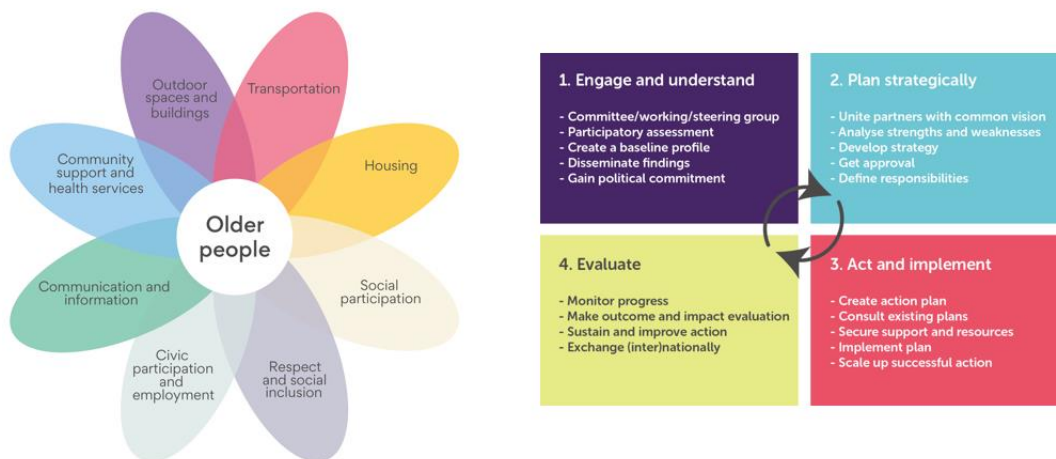 Outdoor
spaces and
buildings
Transportation
Housing
Social
participation
Respect
and social
inclusion
Civic
participation
and
employment
Communication and
information
Community
support and
health services
Older
people
1. Engage and understand
- Committee/working/steering group
- Participatory assessment
- Create a baseline profile
- Disseminate findings
- Gain political commitment
2. Plan strategically
- Unite partners with common vision
- Analyse strengths and weaknesses
- Develop strategy
- Get approval
- Define responsibilities
3. Act and implement
- Create action plan
- Consult existing plans
- Secure support and resources
- Implement plan
- Scale up successful action
4. Evaluate
- Monitor progress
- Make outcome and impact evaluation
- Sustain and improve action
- Exchange (inter)nationally